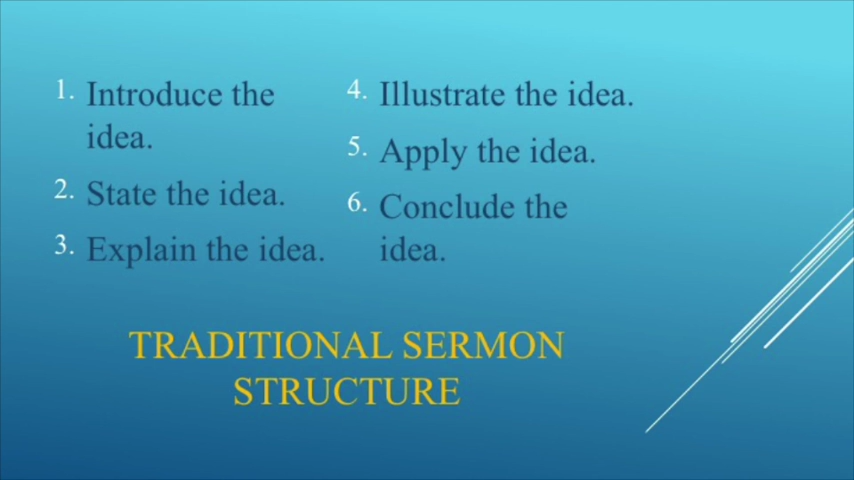 1. Introduce the
idea.
2. State the idea.
3. Explain the idea.
4. Illustrate the idea.
5. Apply the idea.
6. Conclude the
idea.
TRADITIONAL SERMON
STRUCTURE